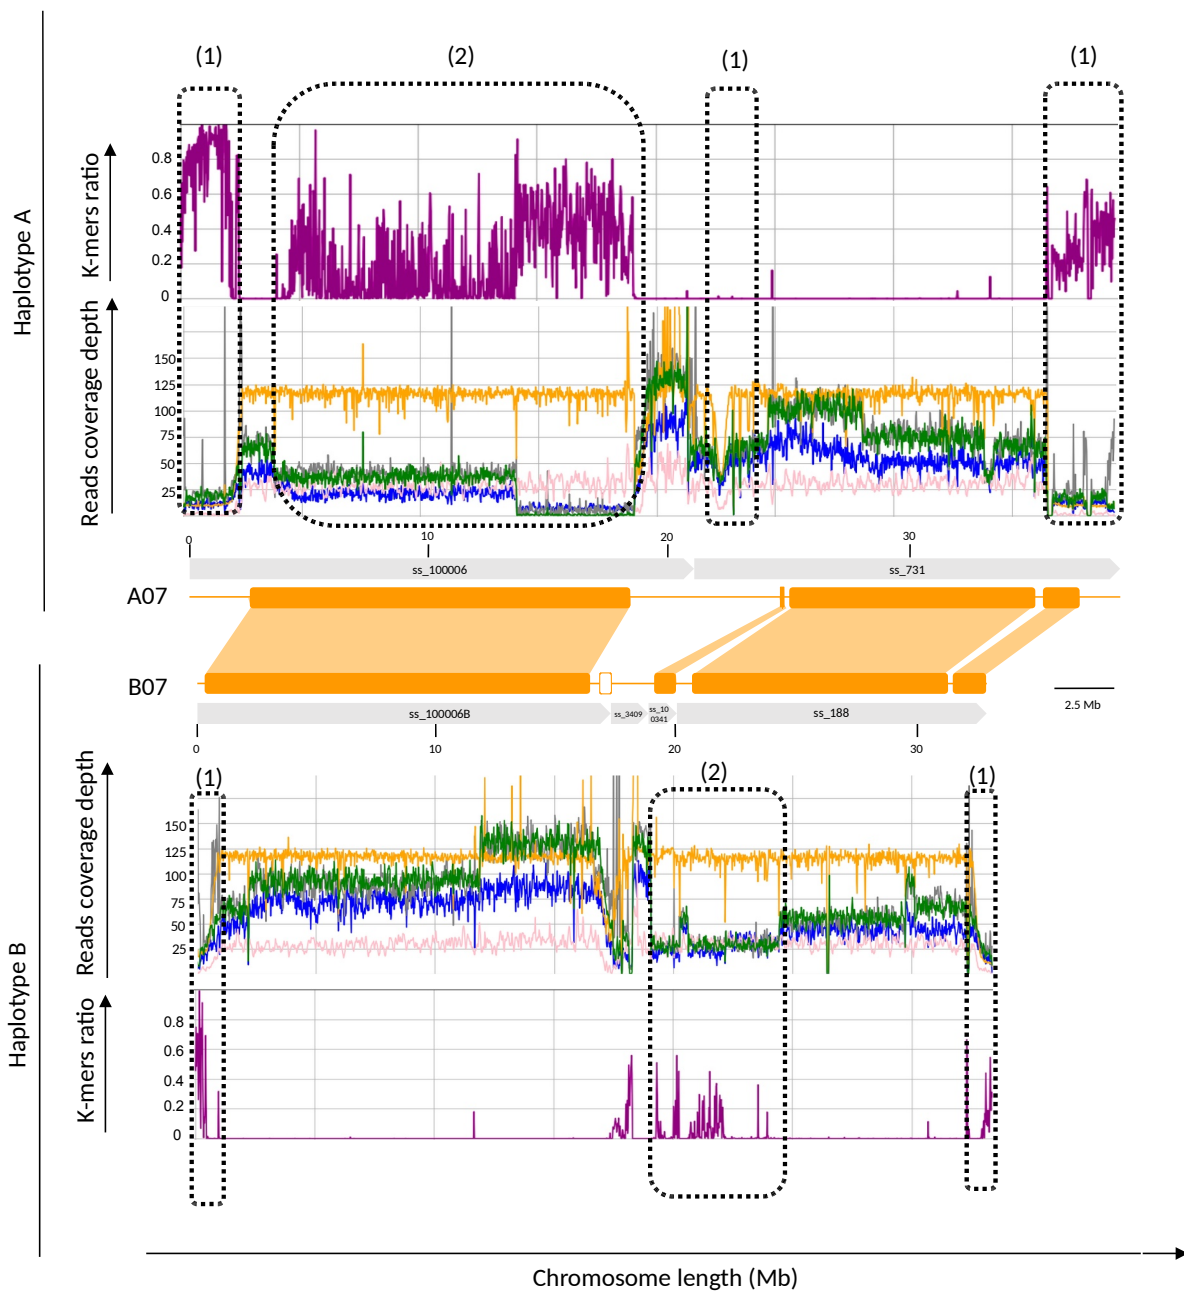 (1) (2) (1) (1)
Haplotype A
K-mers ratio
0.8
0.6
0.4
0.2
0
Reads coverage depth
150
125
100
75
50
25
0 10 20 30
ss_100006 ss_731
A07
B07
2.5 Mb
ss_100006B ss_3409 ss_10 0341 ss_188
0 10 20 30
Haplotype B
(1) (2) (1)
Reads coverage depth
150
125
100
75
50
25
K-mers ratio
0.8
0.6
0.4
0.2
0
Chromosome length (Mb)